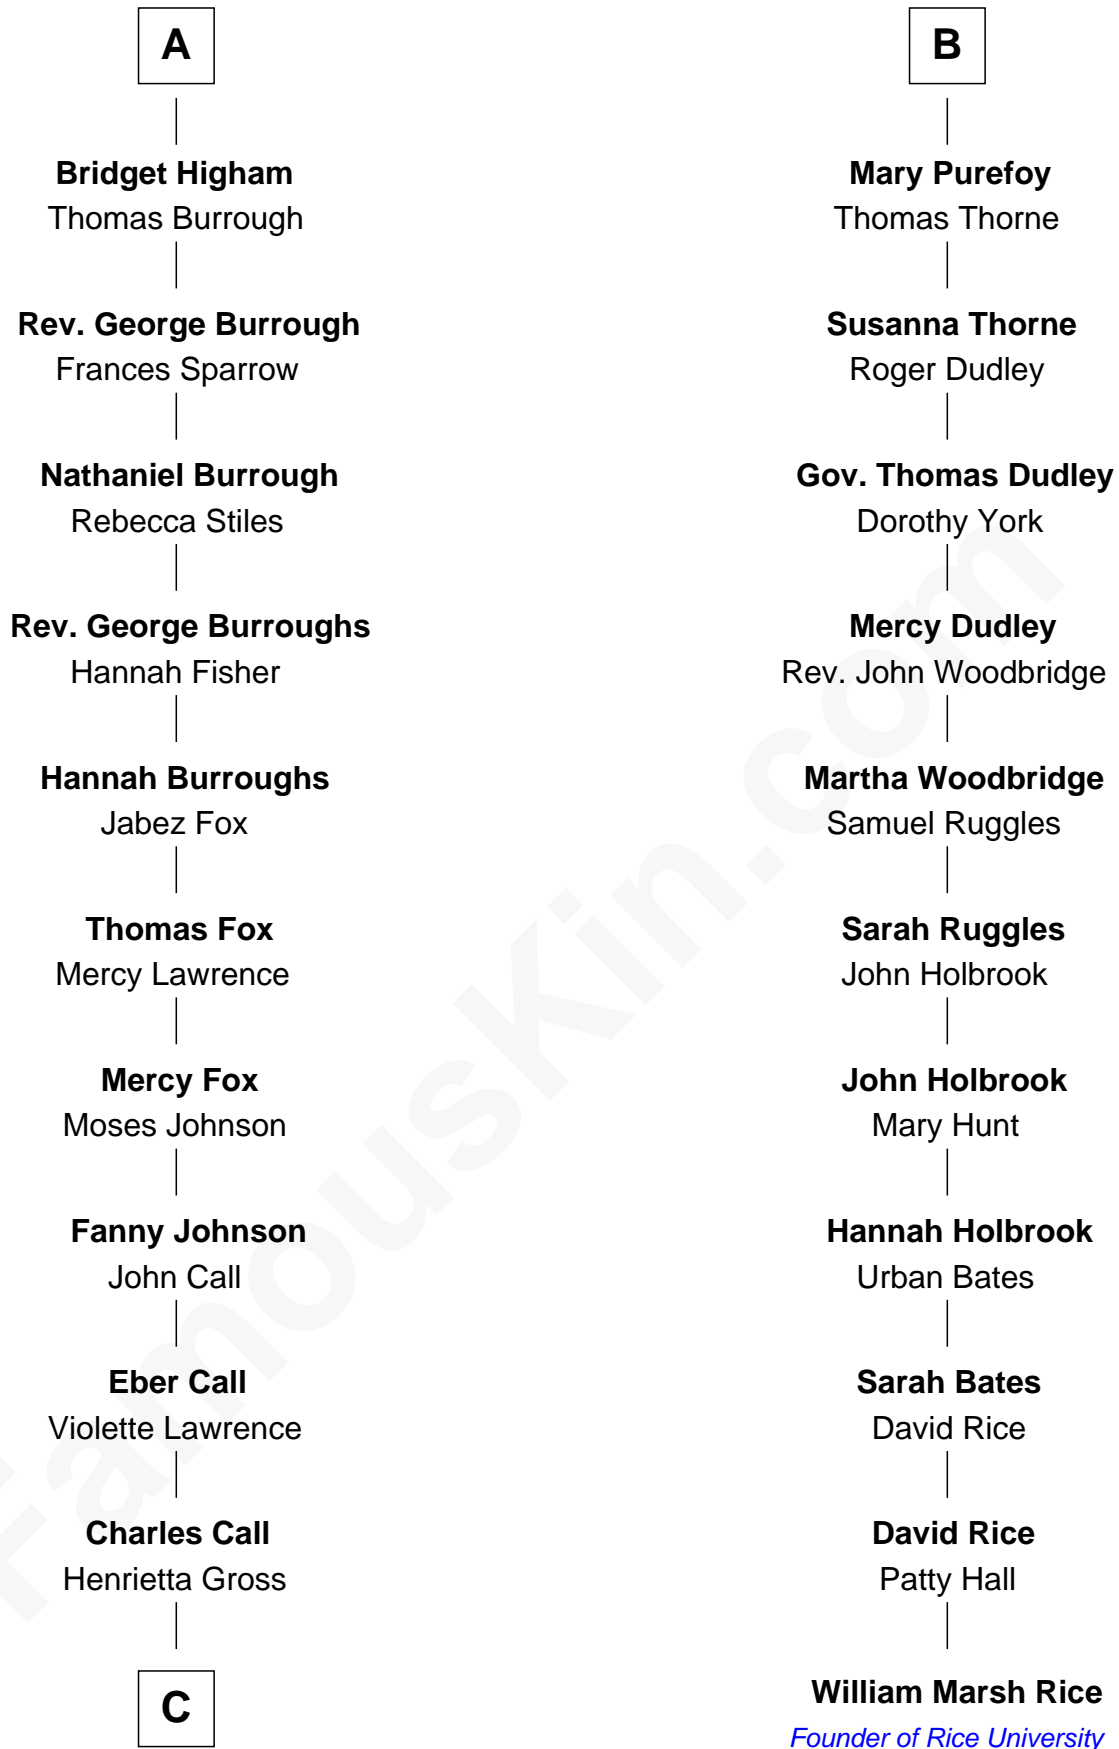 A
Bridget Higham
Thomas Burrough
Rev. George Burrough
Frances Sparrow
Nathaniel Burrough
Rebecca Stiles
Rev. George Burroughs
Hannah Fisher
Hannah Burroughs
Jabez Fox
Thomas Fox
Mercy Lawrence
Mercy Fox
Moses Johnson
Fanny Johnson
John Call
Eber Call
Violette Lawrence
Charles Call
Henrietta Gross
C
B
Mary Purefoy
Thomas Thorne
Susanna Thorne
Roger Dudley
Gov. Thomas Dudley
Dorothy York
Mercy Dudley
Rev. John Woodbridge
Martha Woodbridge
Samuel Ruggles
Sarah Ruggles
John Holbrook
John Holbrook
Mary Hunt
Hannah Holbrook
Urban Bates
Sarah Bates
David Rice
David Rice
Patty Hall
William Marsh Rice
Founder of Rice University
FamousKin.com